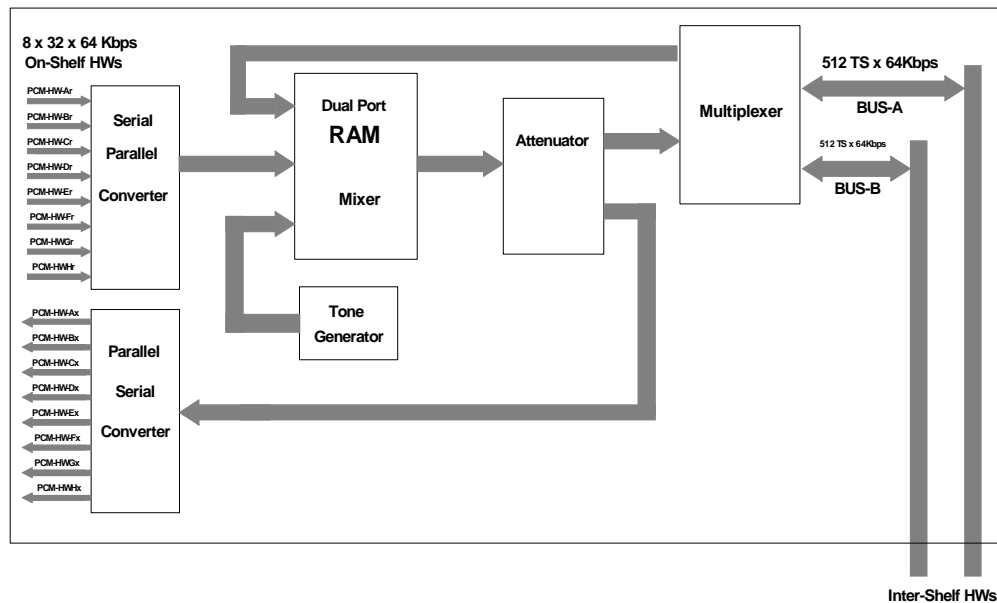 8 x 32 x 64 Kbps
On-Shelf HWs
PCM-HW-Ar
PCM-HW-Br
PCM-HW-Cr
PCM-HW-Dr
PCM-HW-Er
PCM-HW-Fr
PCM-HWGr
PCM-HWHr
Serial
Parallel
Converter
Dual Port
RAM
Mixer
Attenuator
Multiplexer
512 TS x 64Kbps
BUS-A
512 TS x 64Kbps
BUS-B
Tone
Generator
PCM-HW-Ax
PCM-HW-Bx
PCM-HW-Cx
PCM-HW-Dx
PCM-HW-Ex
PCM-HW-Fx
PCM-HWGx
PCM-HWHx
Parallel
Serial
Converter
Inter-Shelf HWs